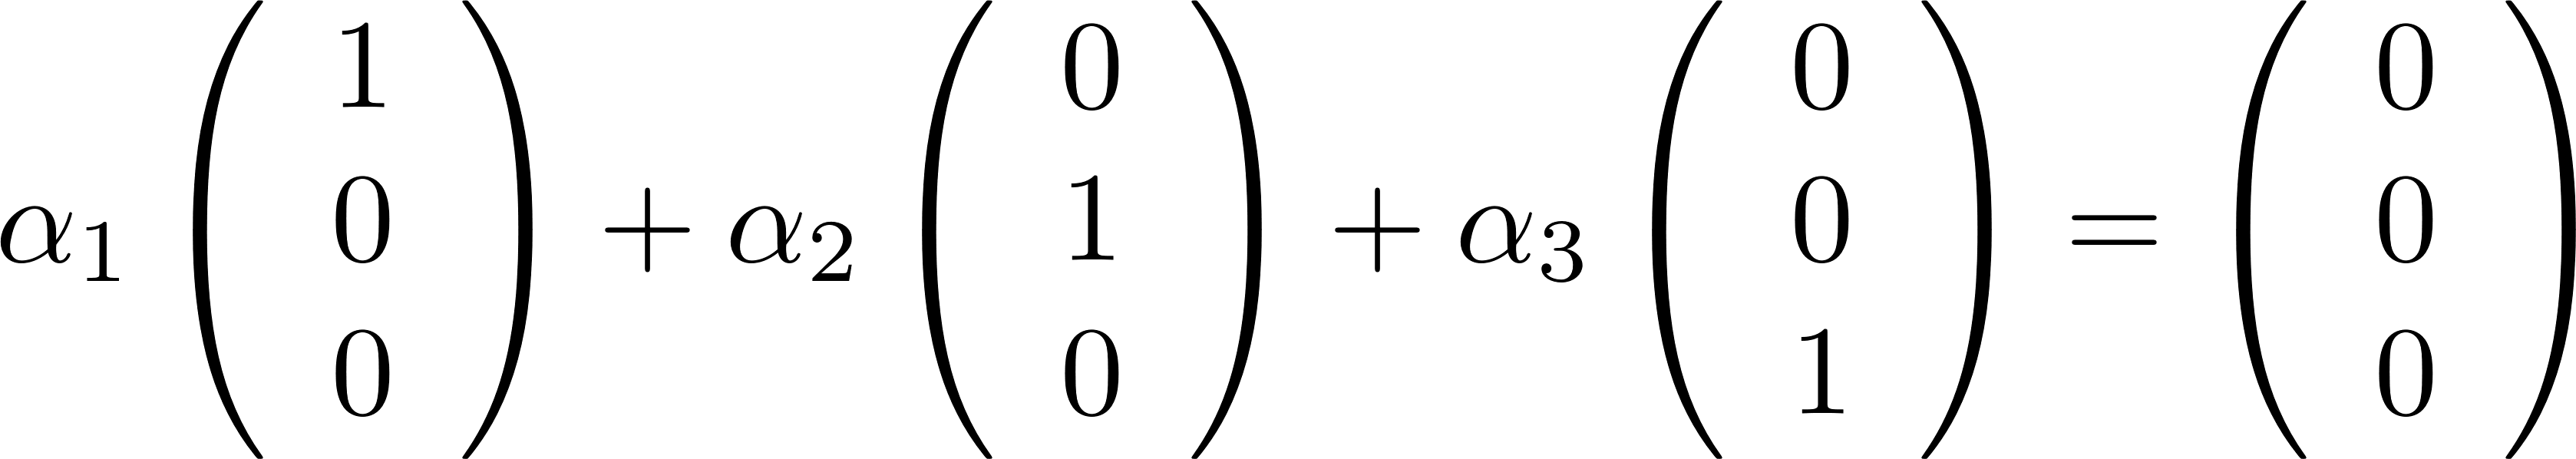 α₁ (1 0 0) + α₂ (0 1 0) + α₃ (0 0 1) = (0 0 0)